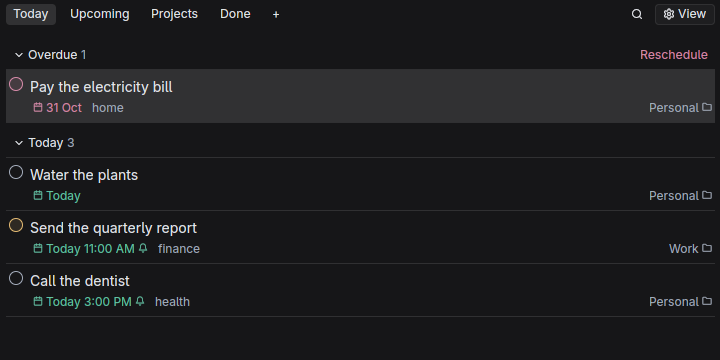 Today Upcoming Projects Done + View
Overdue 1 Reschedule
Pay the electricity bill
31 Oct home Personal
Today 3
Water the plants
Today Personal
Send the quarterly report
Today 11:00 AM finance Work
Call the dentist
Today 3:00 PM health Personal